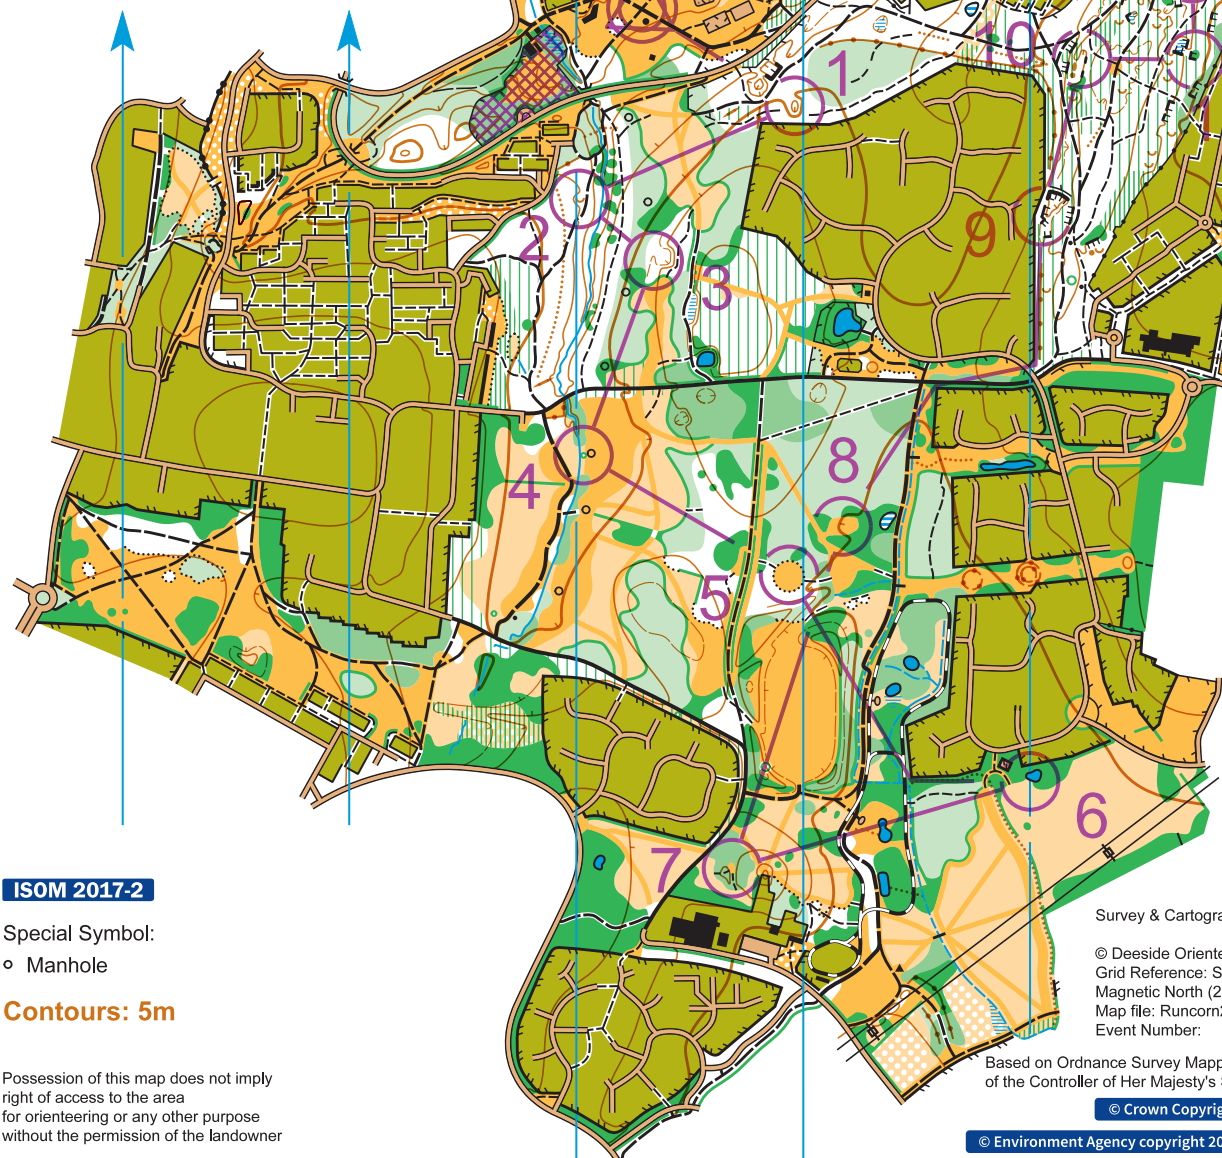 1
10
2
9
3
8
4
5
6
7
ISOM 2017-2
Special Symbol:
Manhole
Contours: 5m
Possession of this map does not imply
right of access to the area
for orienteering or any other purpose
without the permission of the landowner
Survey & Cartogra
© Deeside Oriente
Grid Reference: S
Magnetic North (2
Map file: Runcorn2
Event Number:
Based on Ordnance Survey Mapp
of the Controller of Her Majesty's
© Crown Copyrig
© Environment Agency copyright 20